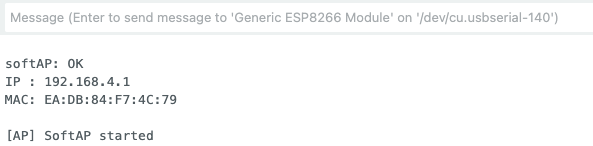 Message (Enter to send message to 'Generic ESP8266 Module' on '/dev/cu.usbserial-140')
softAP: OK
IP : 192.168.4.1
MAC: EA:DB:84:F7:4C:79
[AP] SoftAP started